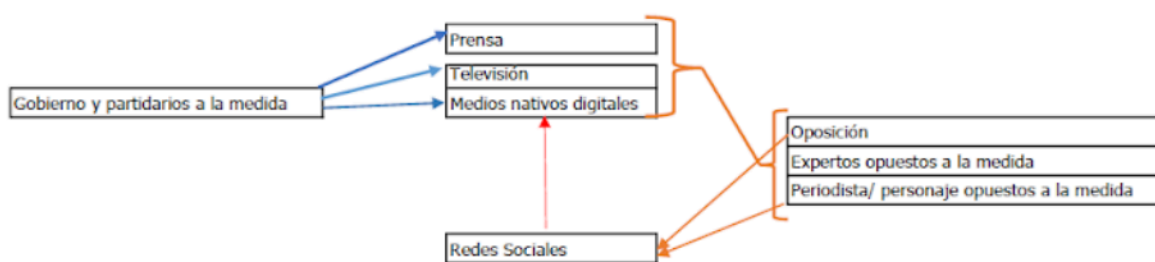 Prensa
Televisión
Gobierno y partidarios a la medida
Medios nativos digitales
Oposición
Expertos opuestos a la medida
Periodista/ personaje opuestos a la medida
Redes Sociales